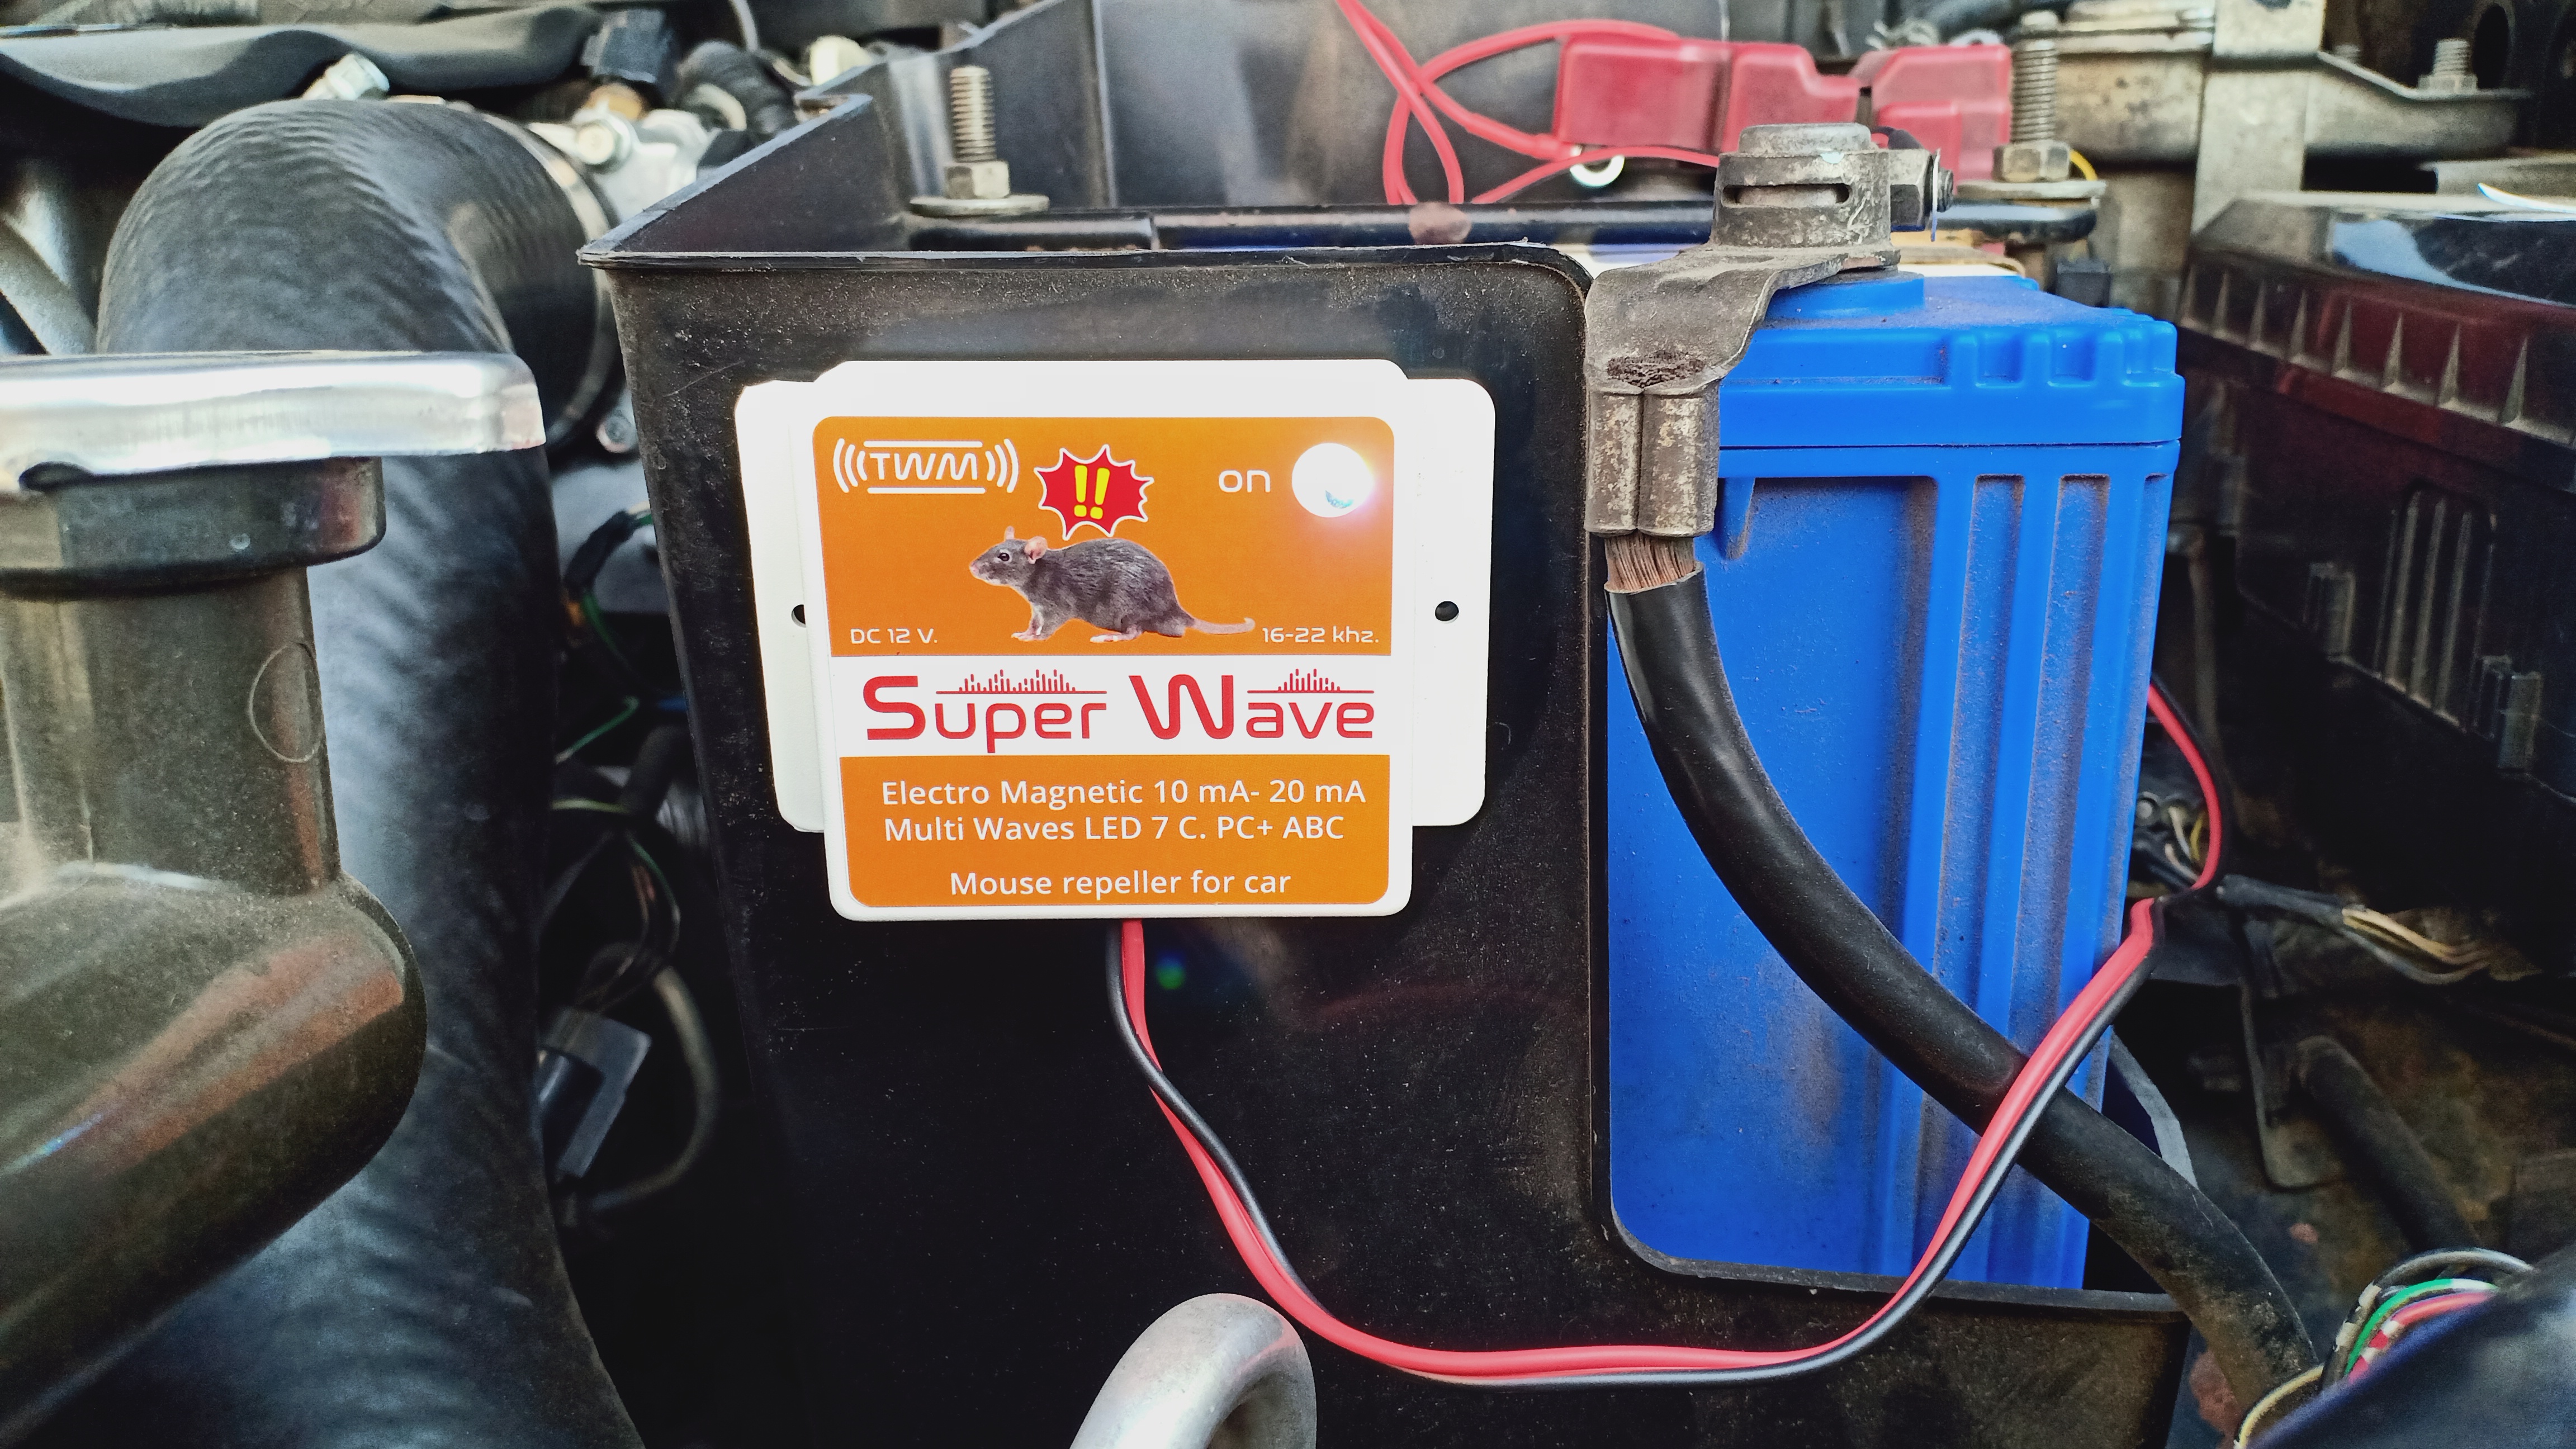 TWM
!!
on
DC 12 V.
16-22 khz.
Super Wave
Electro Magnetic 10 mA- 20 mA
Multi Waves LED 7 C. PC+ ABC
Mouse repeller for car